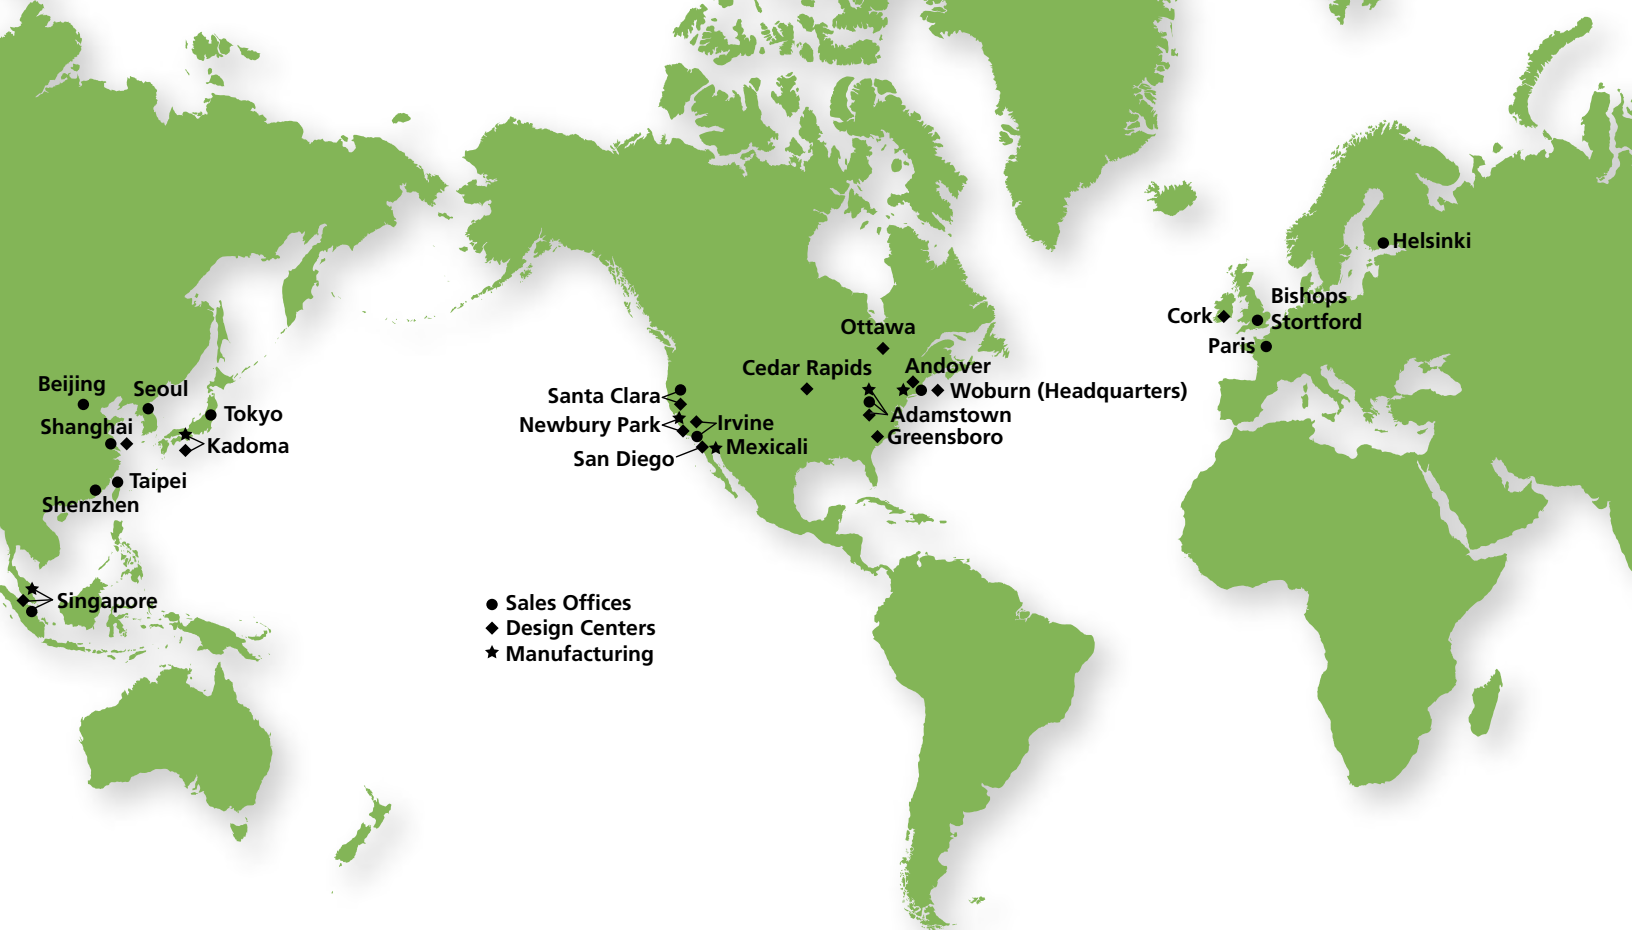 Helsinki
Bishops
Stortford
Cork
Paris
Ottawa
Cedar Rapids
Andover
Woburn (Headquarters)
Adamstown
Greensboro
Santa Clara
Newbury Park
Irvine
Mexicali
San Diego
Beijing
Seoul
Tokyo
Shanghai
Kadoma
Taipei
Shenzhen
Singapore
Sales Offices
Design Centers
Manufacturing